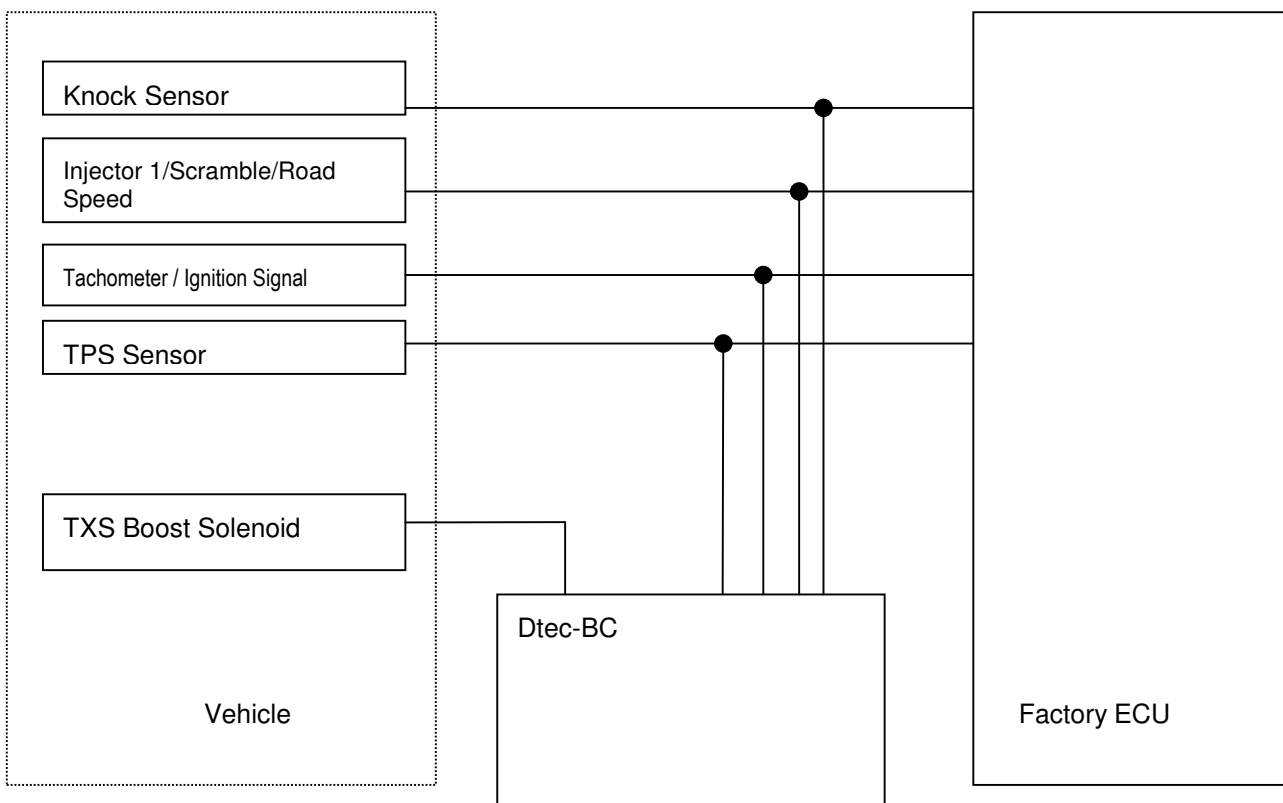 Knock Sensor
Injector 1/Scramble/Road
Speed
Tachometer / Ignition Signal
TPS Sensor
TXS Boost Solenoid
Dtec-BC
Vehicle
Factory ECU